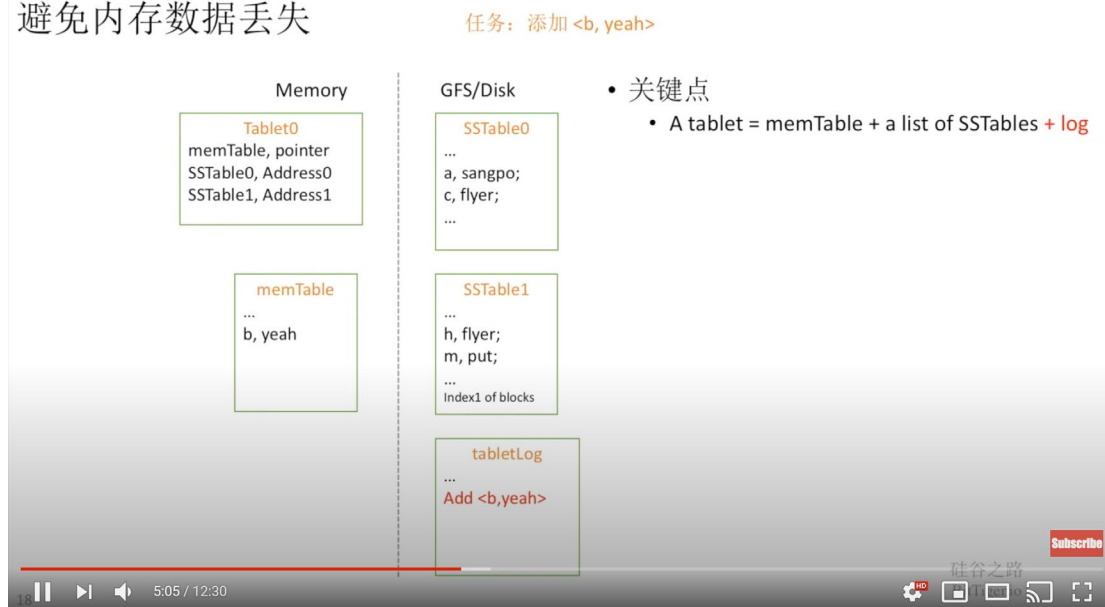 避免内存数据丢失
任务：添加 <b, yeah>
Memory
GFS/Disk
Tablet0
memTable, pointer
SSTable0, Address0
SSTable1, Address1
memTable
...
b, yeah
SSTable0
...
a, sangpo;
c, flyer;
...
SSTable1
...
h, flyer;
m, put;
...
Index1 of blocks
tabletLog
...
Add <b,yeah>
• 关键点
• A tablet = memTable + a list of SSTables + log
Subscribe
硅谷之路
18
5:05 / 12:30
HD